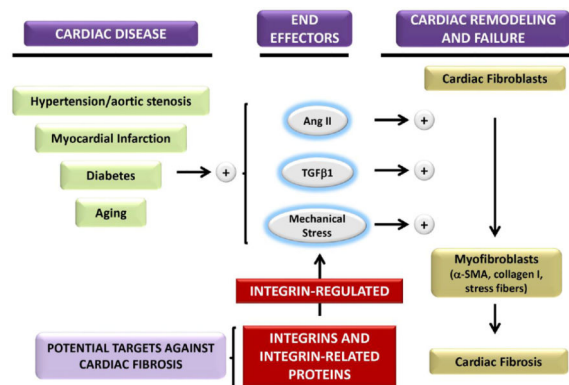 CARDIAC DISEASE
END
EFFECTORS
CARDIAC REMODELING
AND FAILURE
Cardiac Fibroblasts
Hypertension/aortic stenosis
Myocardial Infarction
Diabetes
Aging
+
Ang II
+
TGFβ1
+
Mechanical
Stress
+
Myofibroblasts
(α-SMA, collagen I,
stress fibers)
INTEGRIN-REGULATED
POTENTIAL TARGETS AGAINST
CARDIAC FIBROSIS
INTEGRINS AND
INTEGRIN-RELATED
PROTEINS
Cardiac Fibrosis